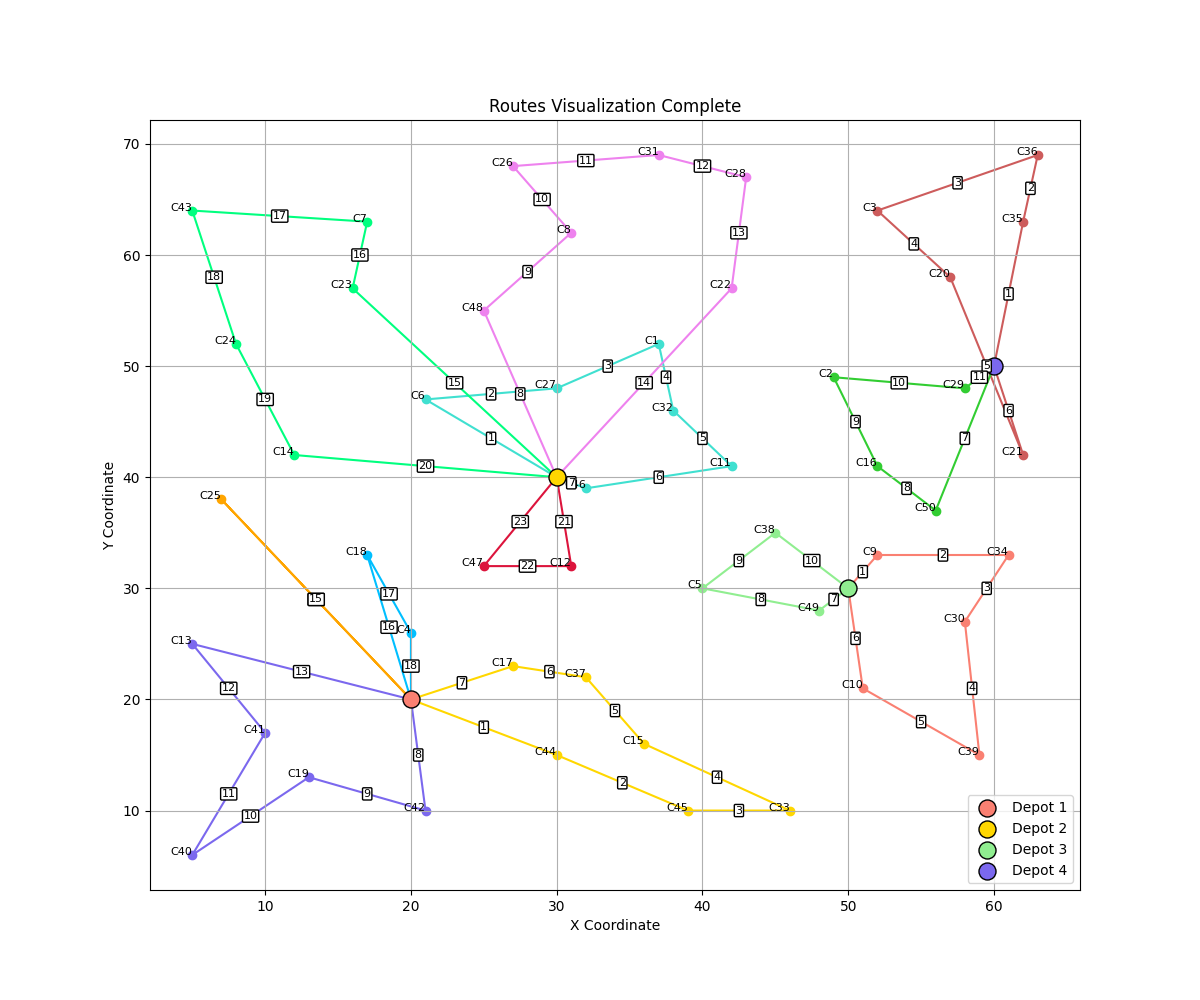 Routes Visualization Complete
70
60
50
40
30
20
10
Y Coordinate
10 20 30 40 50 60
X Coordinate
C36
C26 11 C31
12 C28
3
2
10
C43 17 C7
C3
C35
C8
13
4
16
9
18
C20
C23
C22
1
C48
C24
C1
3
5
15
14 4
C2 10 C29 11
C6 2 8 C27
19
C32
6
1
5
9
7
C14 20
C11
C16
C21
6
7
8
C25
23 21
C50
C38
C18
C47 22 C12
9 10
C9 2 C34
1
15
17
C5 8 C49 7
3
16 C4
C30
C13
6
13
18
C17 6 C37
12
7
C10
4
5
C41
1
5
8
C15
C44
C39
C19
2
4
11
9
10
C42
C45 3 C33
C40
Depot 1
Depot 2
Depot 3
Depot 4